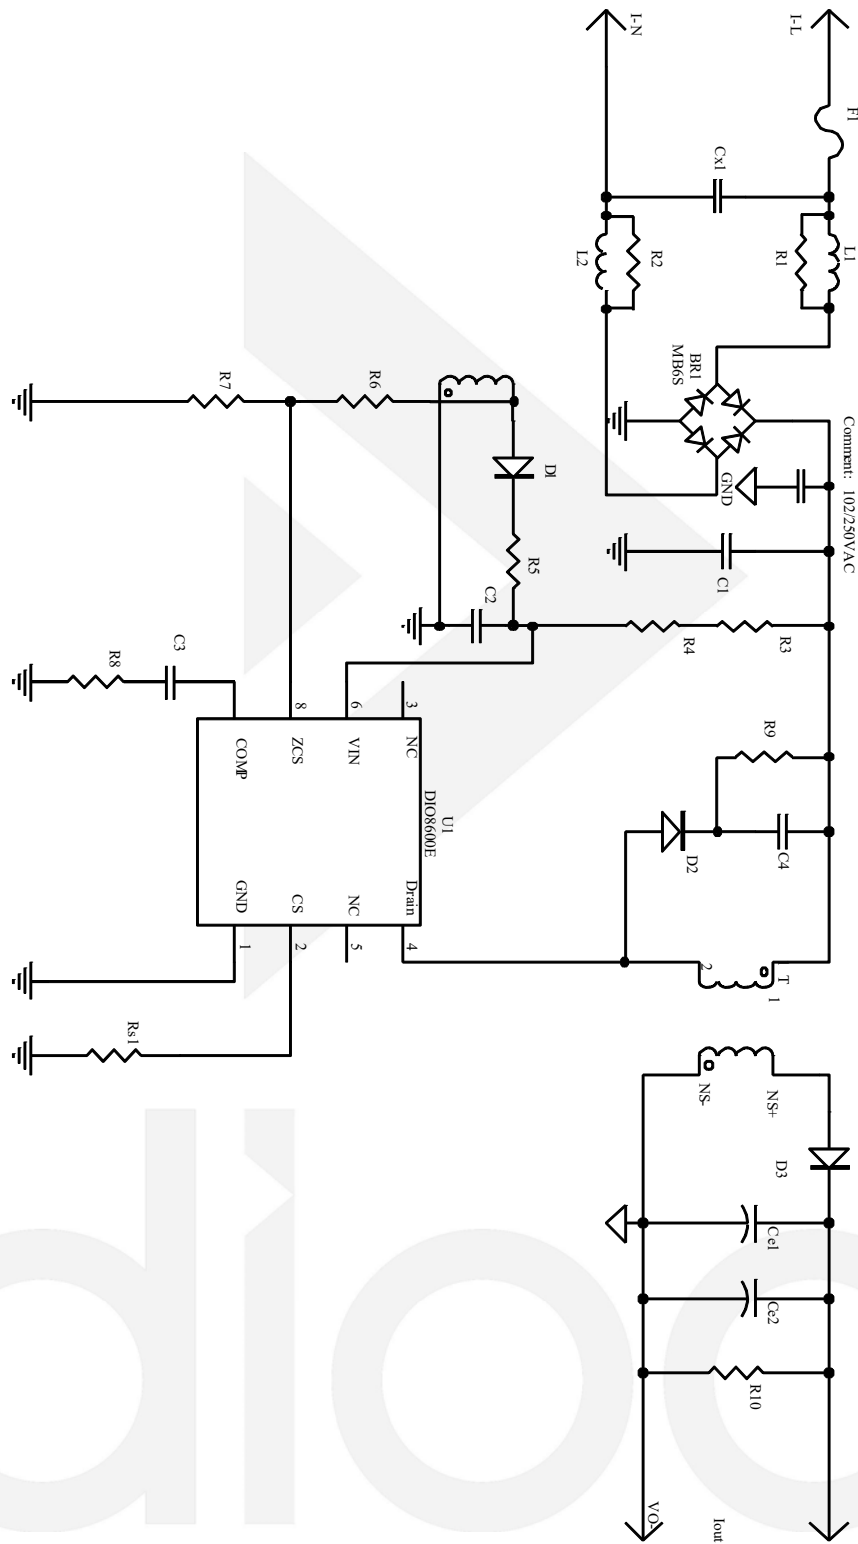 I-L
F1
I-N
Cx1
L1
R1
R2
L2
BR1
MB6S
GND
Comment: 102/250VAC
C1
R7
R6
D1
R5
C2
R4
R3
R8
C3
R9
C4
D2
8
6
3
COMP
ZCS
VIN
NC
U1
DIO8600E
GND
CS
NC
Drain
1
2
5
4
Rs1
2
1
T
1
NS-
NS+
D3
Ce1
Ce2
R10
VO-
Iout
dioo